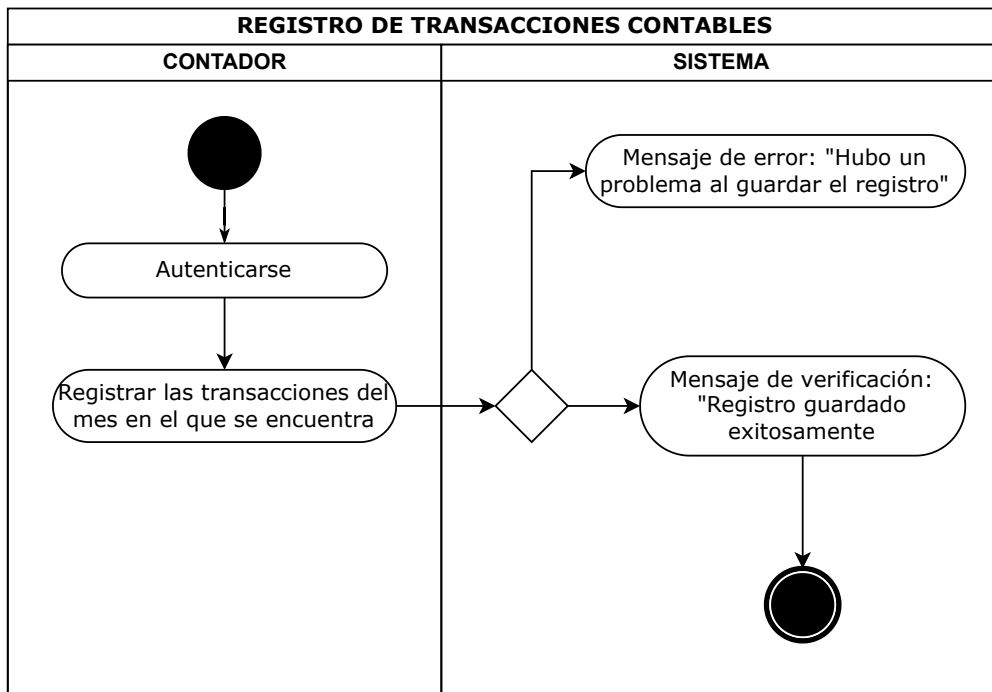 REGISTRO DE TRANSACCIONES CONTABLES
CONTADOR
SISTEMA
Mensaje de error: "Hubo un
problema al guardar el registro"
Autenticarse
Registrar las transacciones del
mes en el que se encuentra
Mensaje de verificación:
"Registro guardado
exitosamente